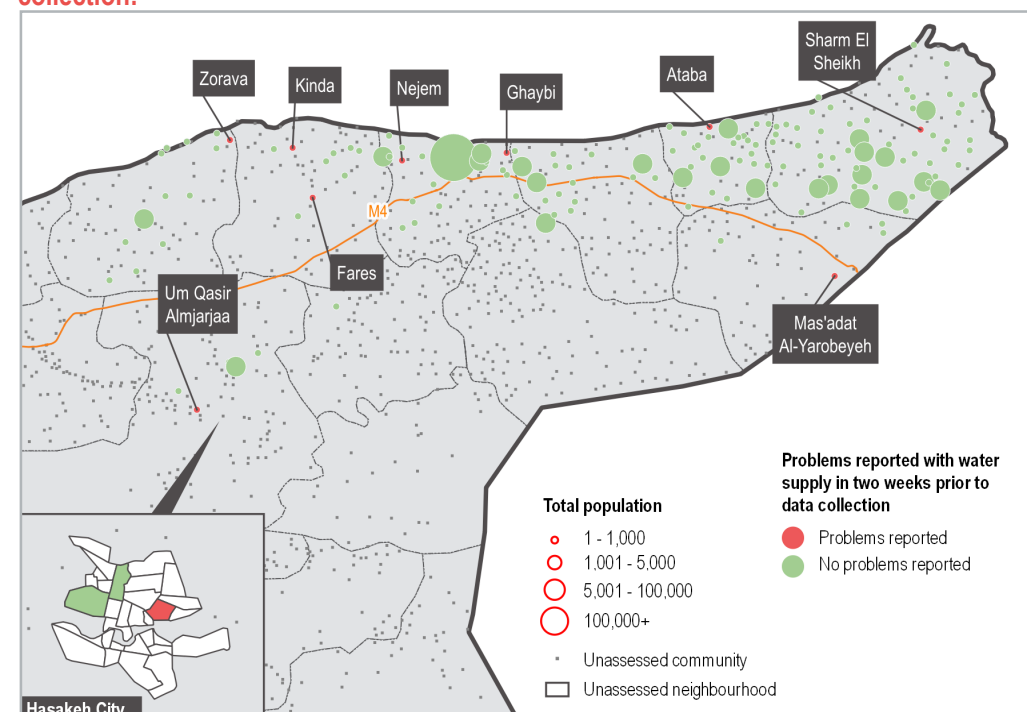 collection.
Sharm El
Sheikh
Zorava
Kinda
Nejem
Ghaybi
Ataba
M4
Fares
Um Qasir
Almjarjaa
Mas'adat
Al-Yarobeyeh
Problems reported with water
supply in two weeks prior to
data collection
Problems reported
No problems reported
Total population
1 - 1,000
1,001 - 5,000
5,001 - 100,000
100,000+
Unassessed community
Unassessed neighbourhood
Hasakeh City